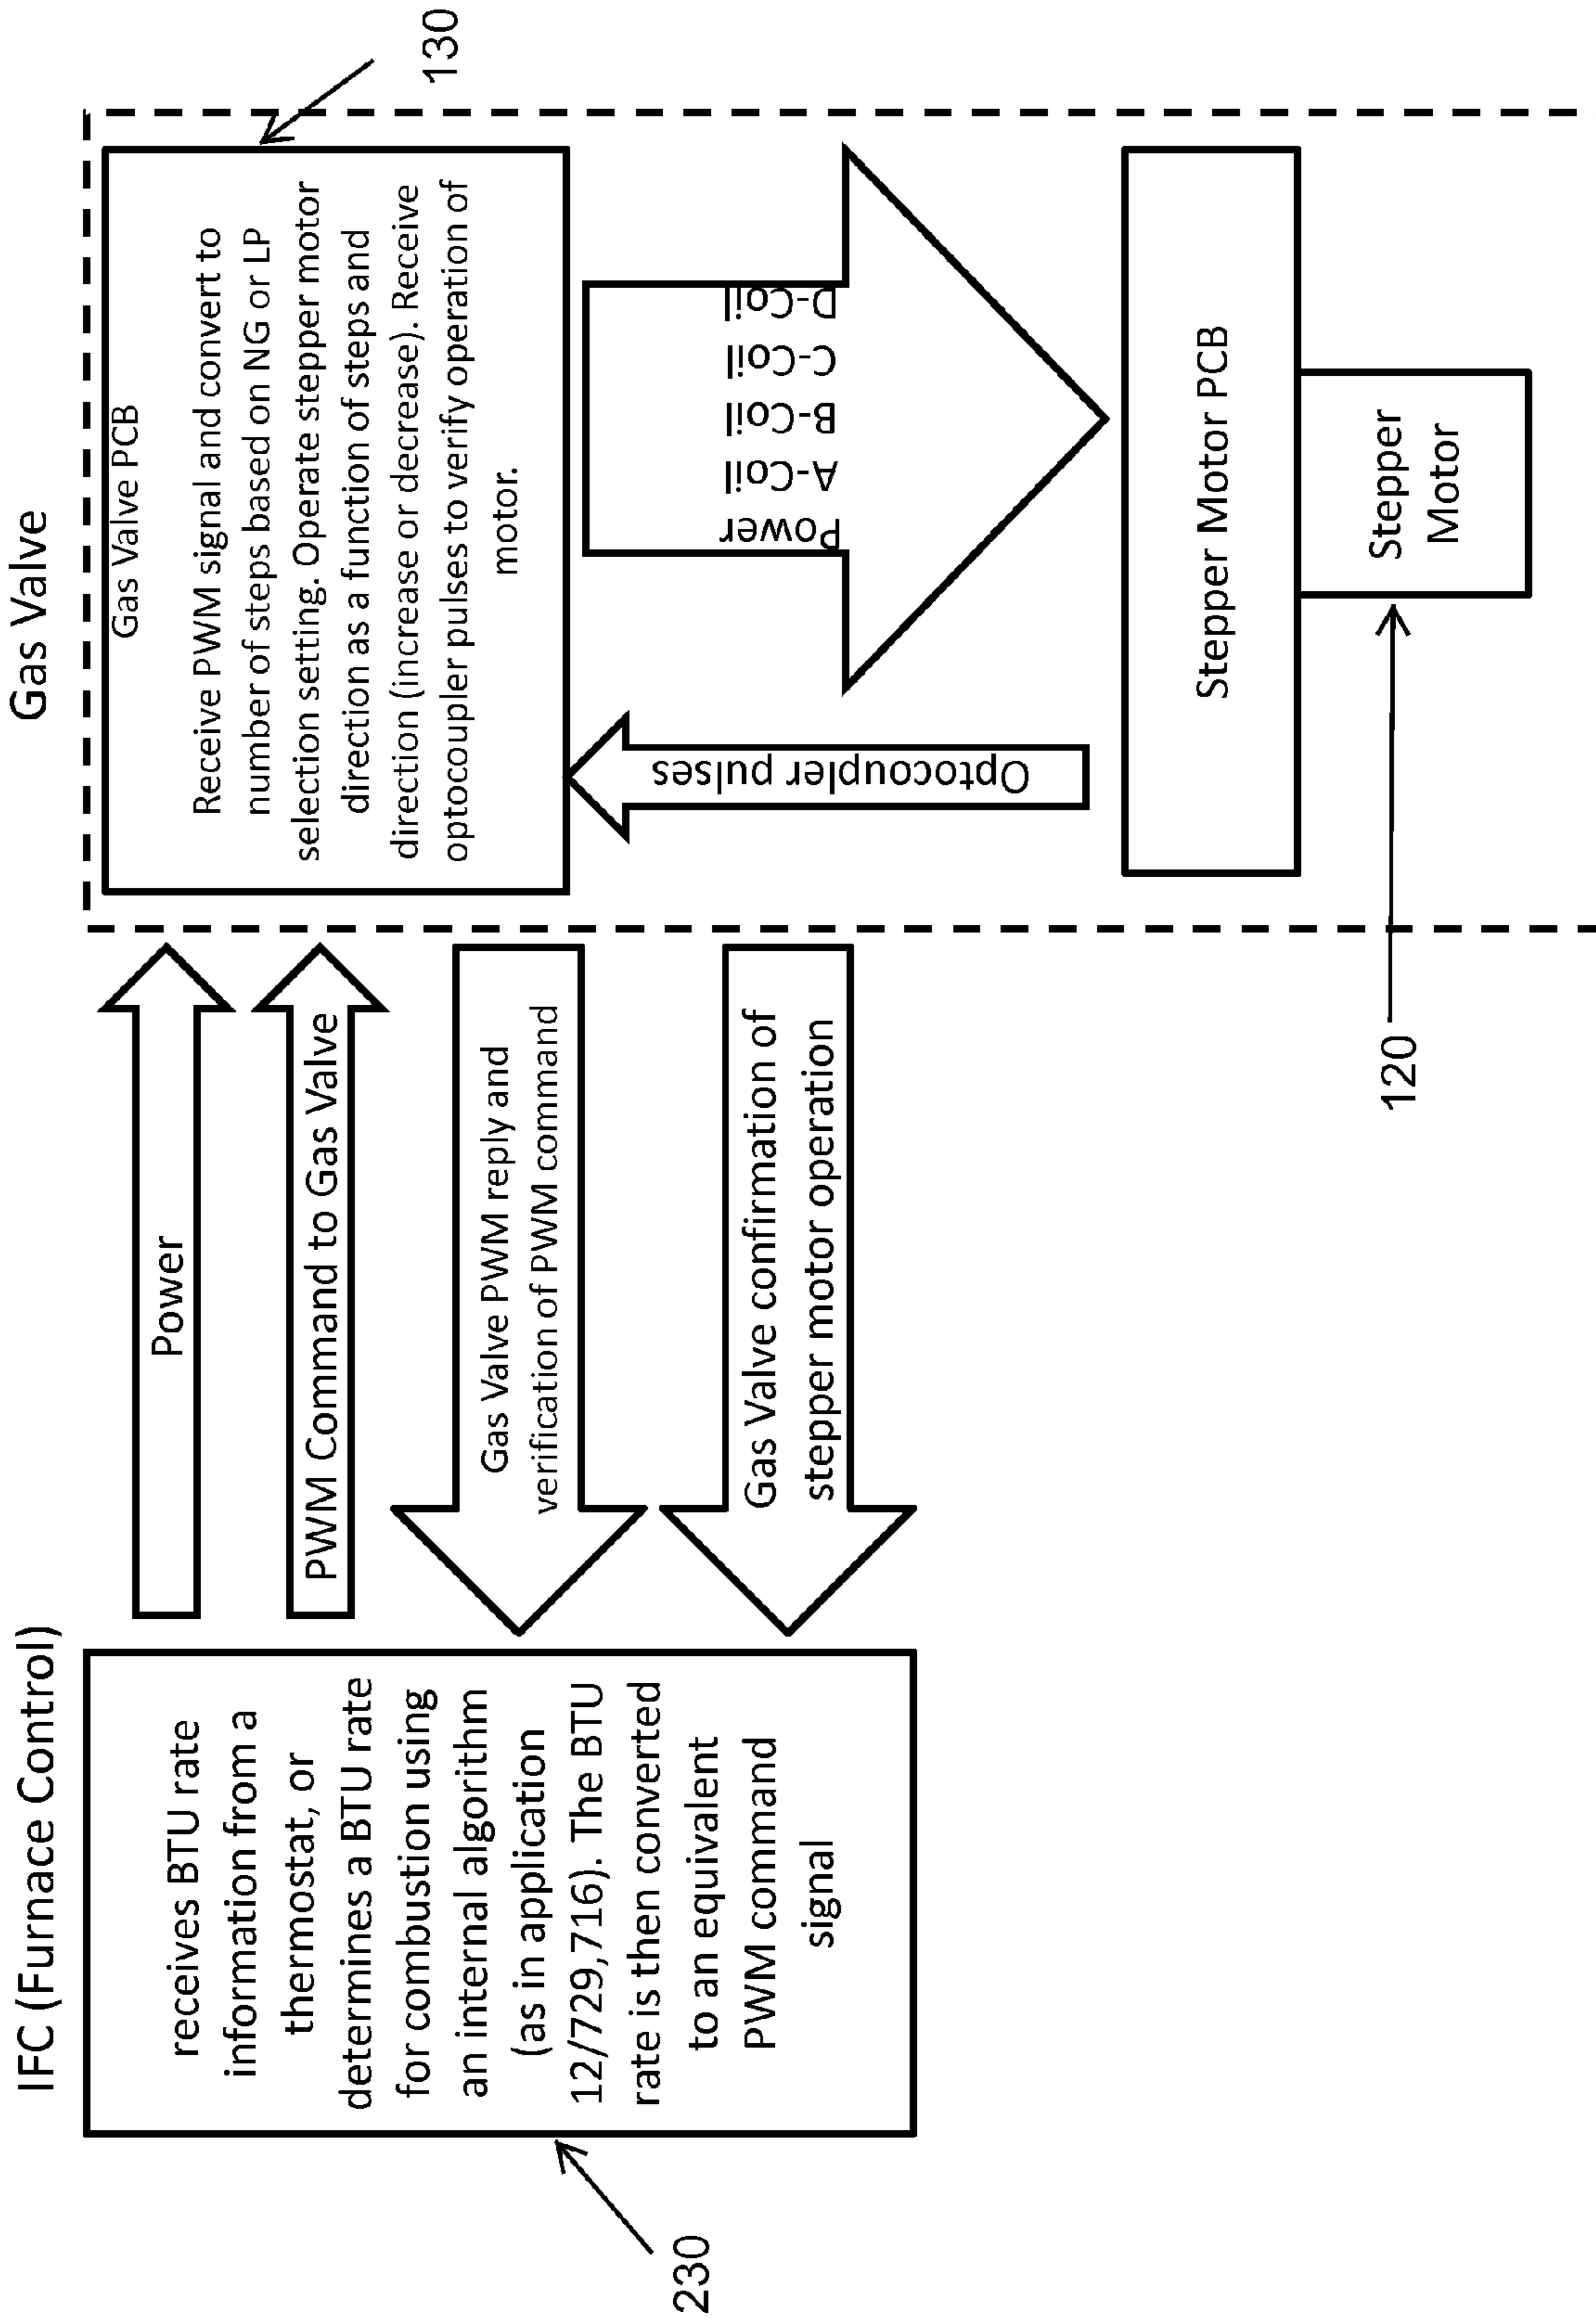 IFC (Furnace Control)
receives BTU rate
information from a
thermostat, or
determines a BTU rate
for combustion using
an internal algorithm
(as in application
12/729,716). The BTU
rate is then converted
to an equivalent
PWM command
signal
230
Power
PWM Command to Gas Valve
Gas Valve PWM reply and
verification of PWM command
Gas Valve confirmation of
stepper motor operation
Gas Valve
Gas Valve PCB
Receive PWM signal and convert to
number of steps based on NG or LP
selection setting. Operate stepper motor
direction as a function of steps and
direction (increase or decrease). Receive
optocoupler pulses to verify operation of
motor.
130
Optocoupler pulses
Power
A-Coil
B-Coil
C-Coil
D-Coil
Stepper Motor PCB
Stepper
Motor
120